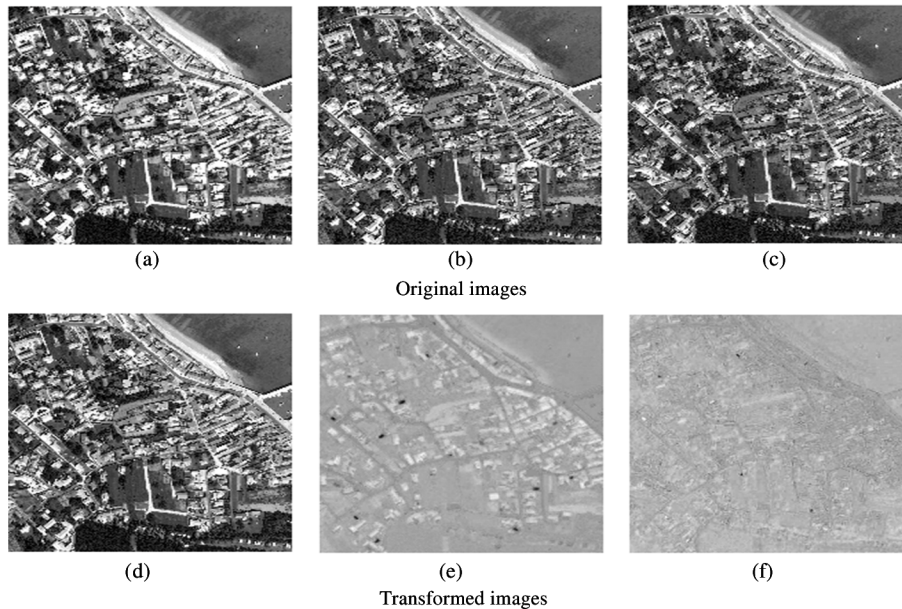 (a) (b) (c)
Original images
(d) (e) (f)
Transformed images